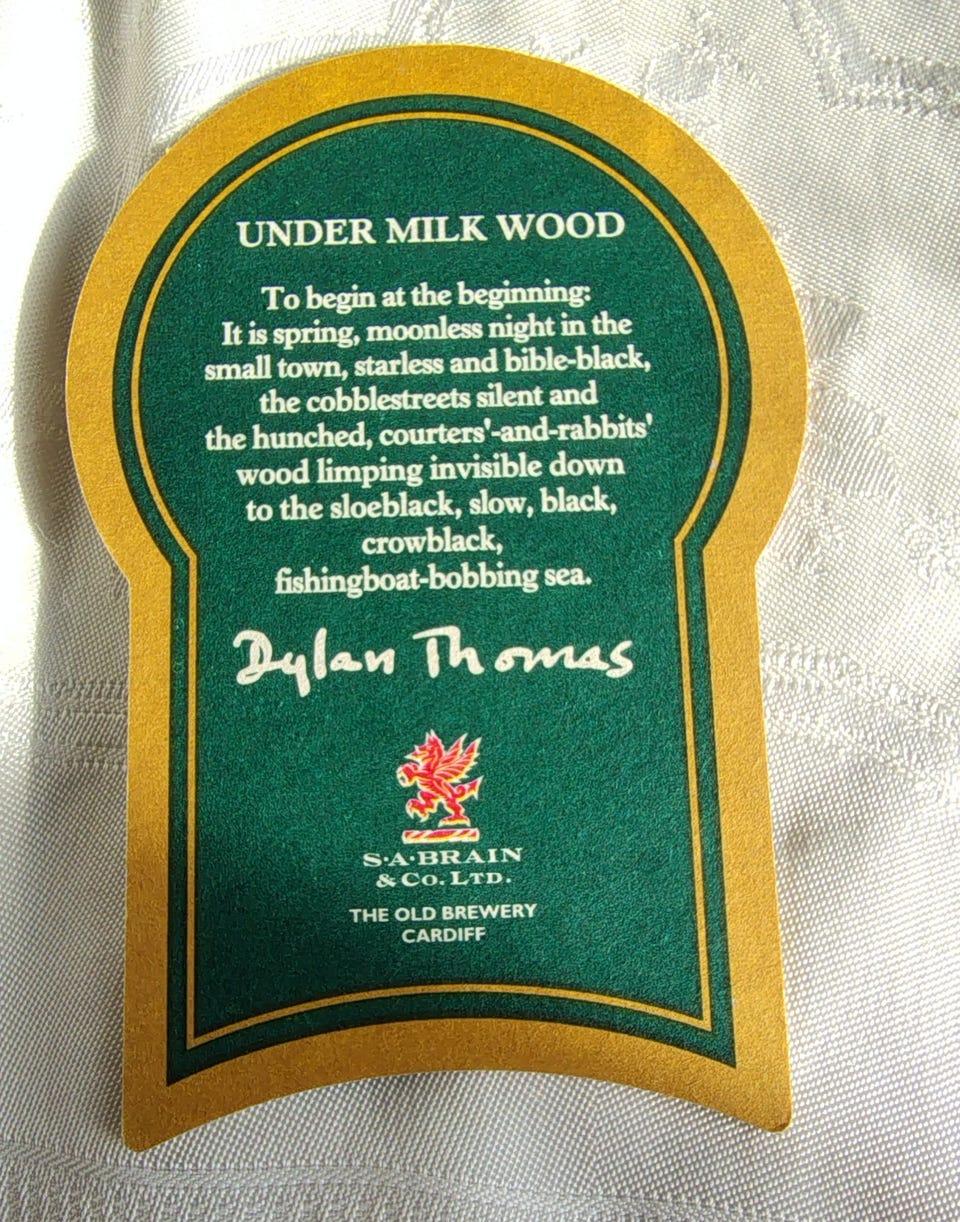 UNDER MILK WOOD
To begin at the beginning:
It is spring, moonless night in the
small town, starless and bible-black,
the cobblestreets silent and
the hunched, courters'-and-rabbits'
wood limping invisible down
to the sloeblack, slow, black,
crowblack,
fishingboat-bobbing sea.
Dylan Thomas
S·A·BRAIN
& CO. LTD.
THE OLD BREWERY
CARDIFF